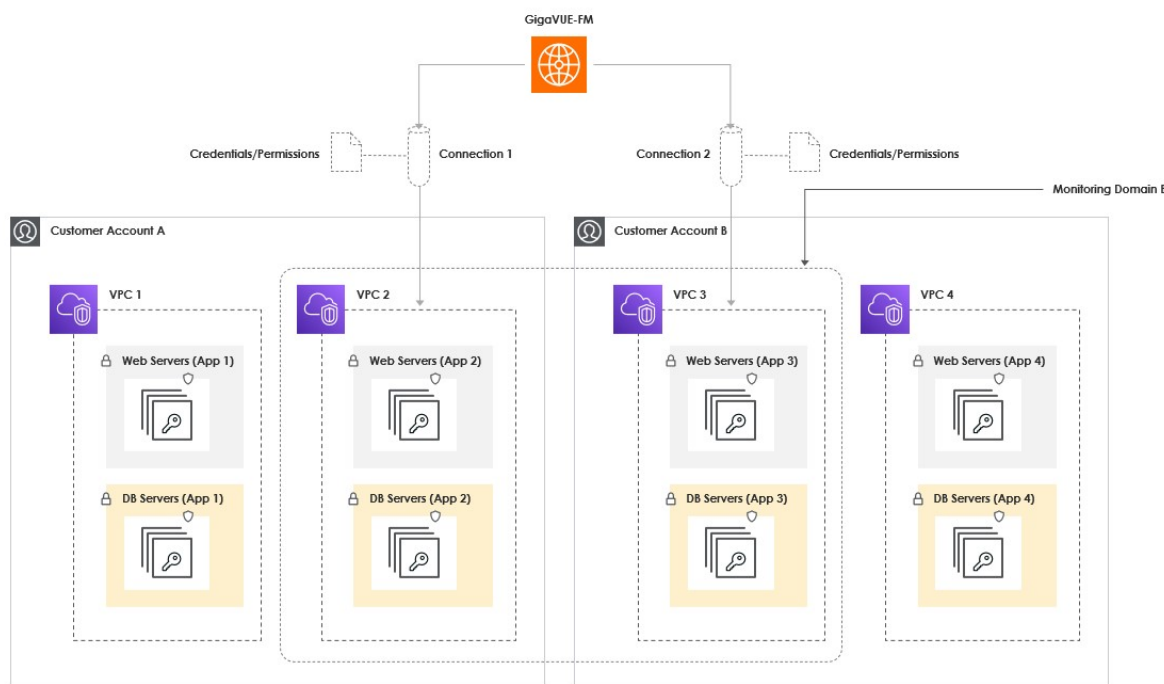 GigaVUE-FM
Credentials/Permissions
Connection 1
Connection 2
Credentials/Permissions
Monitoring Domain
Customer Account A
Customer Account B
VPC 1
VPC 2
VPC 3
VPC 4
Web Servers (App 1)
Web Servers (App 2)
Web Servers (App 3)
Web Servers (App 4)
DB Servers (App 1)
DB Servers (App 2)
DB Servers (App 3)
DB Servers (App 4)